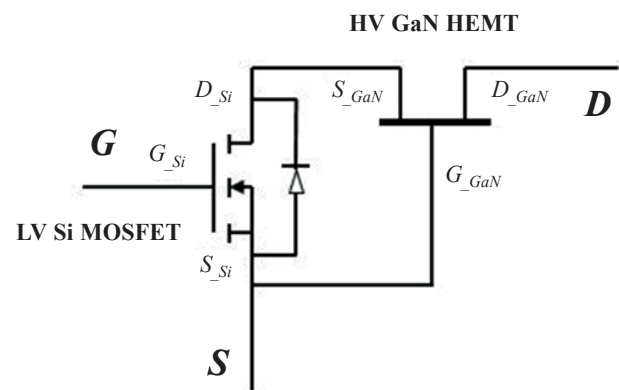 HV GaN HEMT
D_Si
S_GaN
D_GaN
D
G
G_Si
G_GaN
LV Si MOSFET
S_Si
S